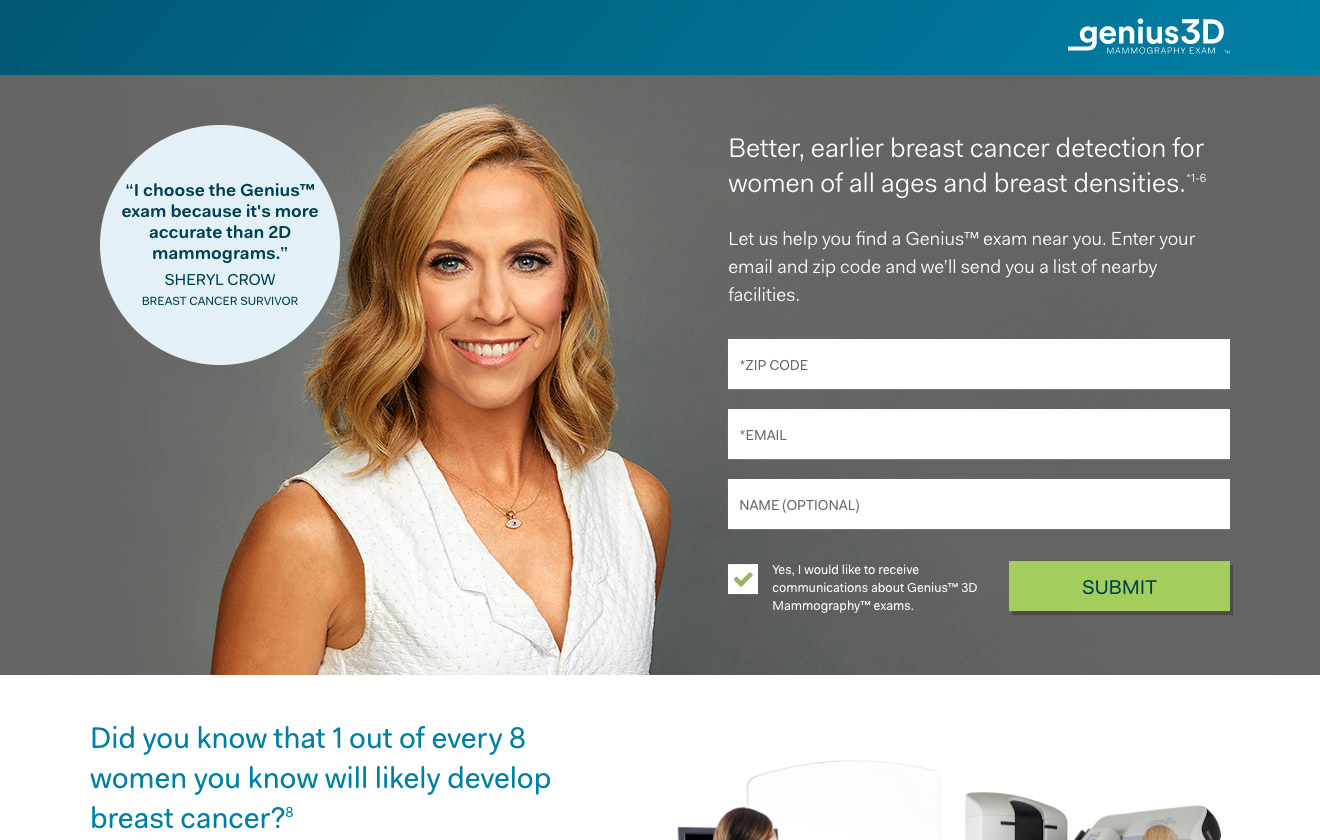 genius3D
MAMMOGRAPHY EXAM
“I choose the Genius™
exam because it's more
accurate than 2D
mammograms.”
SHERYL CROW
BREAST CANCER SURVIVOR
Better, earlier breast cancer detection for
women of all ages and breast densities.*1-6
Let us help you find a Genius™ exam near you. Enter your
email and zip code and we’ll send you a list of nearby
facilities.
*ZIP CODE
*EMAIL
NAME (OPTIONAL)
Yes, I would like to receive
communications about Genius™ 3D
Mammography™ exams.
SUBMIT
Did you know that 1 out of every 8
women you know will likely develop
breast cancer?8